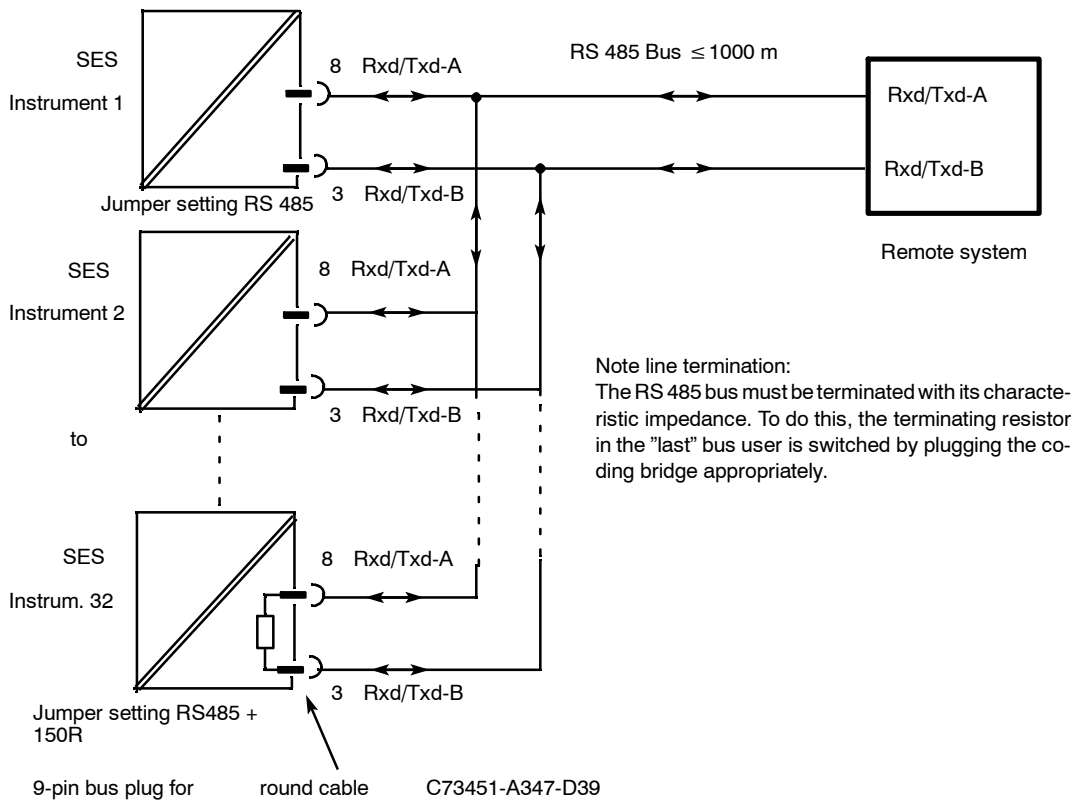 SES
Instrument 1
8 Rxd/Txd-A
3 Rxd/Txd-B
Jumper setting RS 485
RS 485 Bus ≤ 1000 m
Rxd/Txd-A
Rxd/Txd-B
Remote system
SES
Instrument 2
8 Rxd/Txd-A
3 Rxd/Txd-B
to
Note line termination:
The RS 485 bus must be terminated with its characte-
ristic impedance. To do this, the terminating resistor
in the ”last” bus user is switched by plugging the co-
ding bridge appropriately.
SES
Instrum. 32
8 Rxd/Txd-A
3 Rxd/Txd-B
Jumper setting RS485 +
150R
9-pin bus plug for round cable C73451-A347-D39